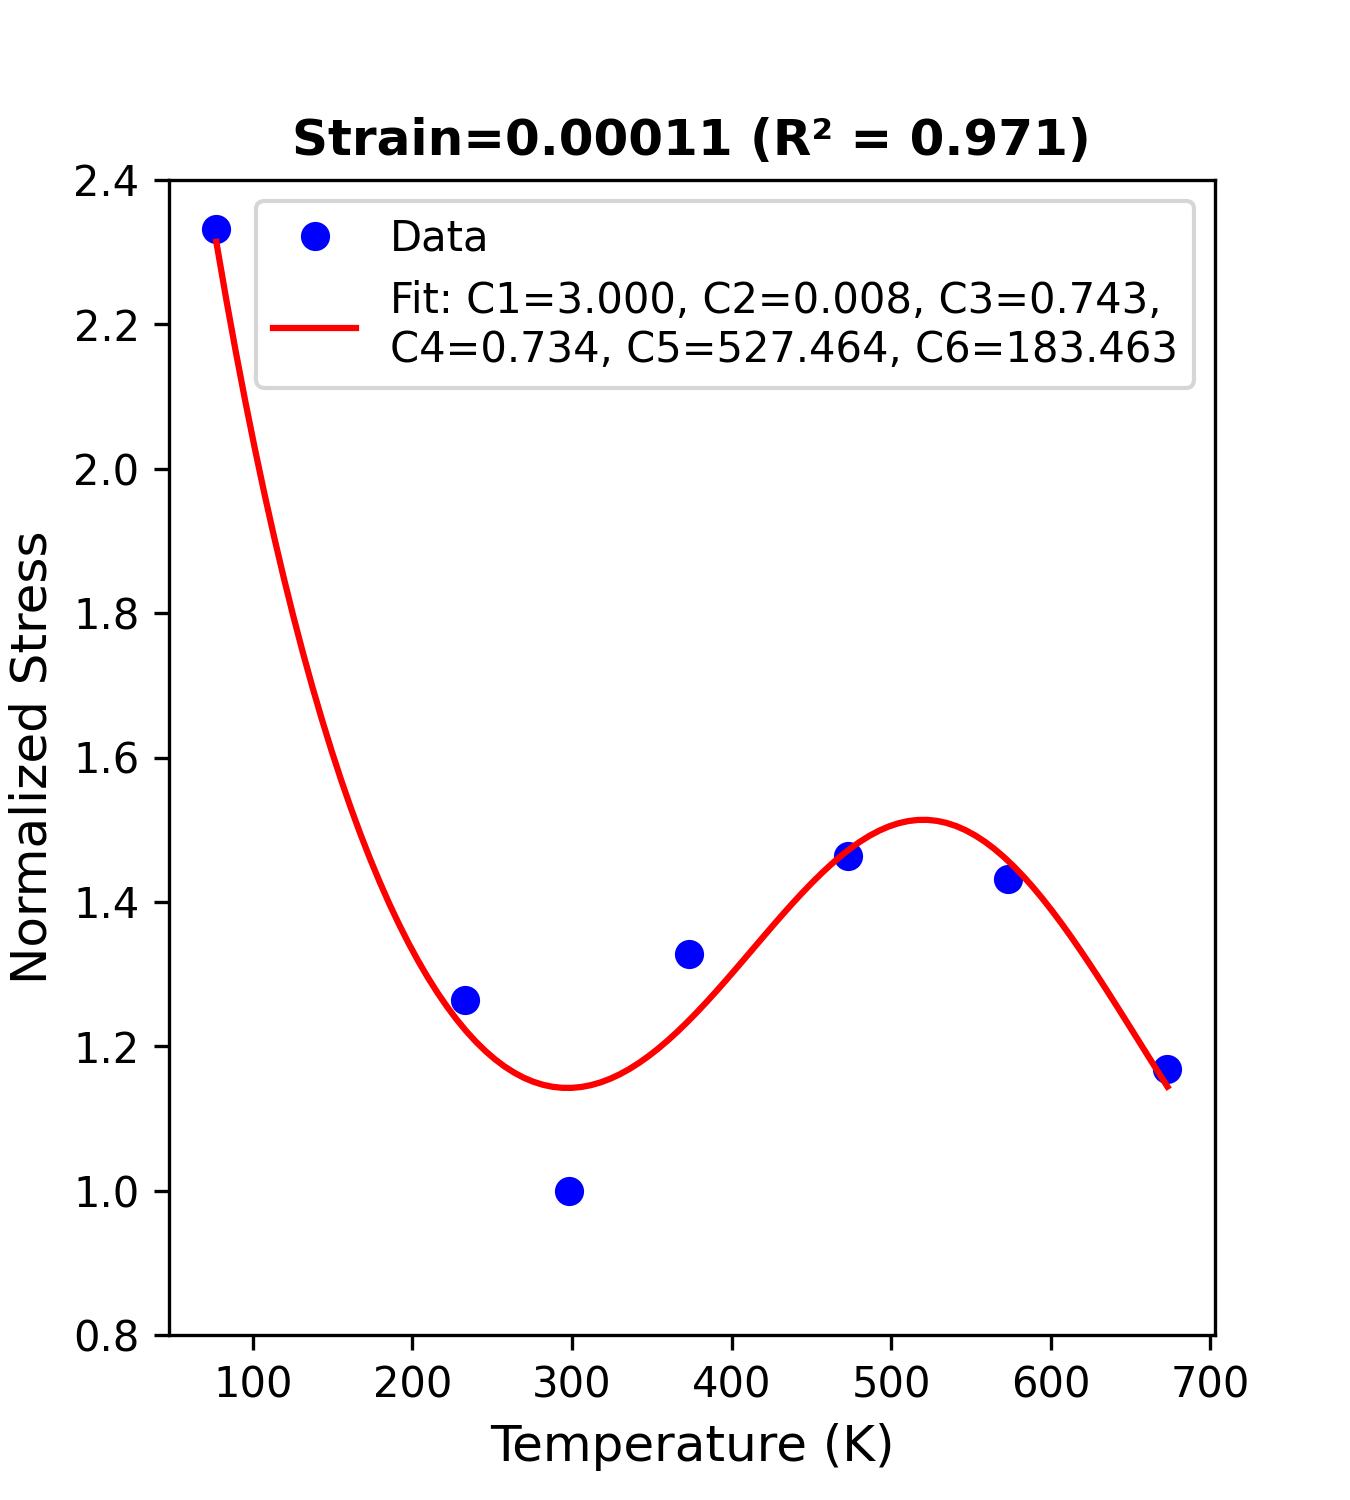 Strain=0.00011 (R² = 0.971)
Data
Fit: C1=3.000, C2=0.008, C3=0.743,
C4=0.734, C5=527.464, C6=183.463
Normalized Stress
2.4
2.2
2.0
1.8
1.6
1.4
1.2
1.0
0.8
100 200 300 400 500 600 700
Temperature (K)